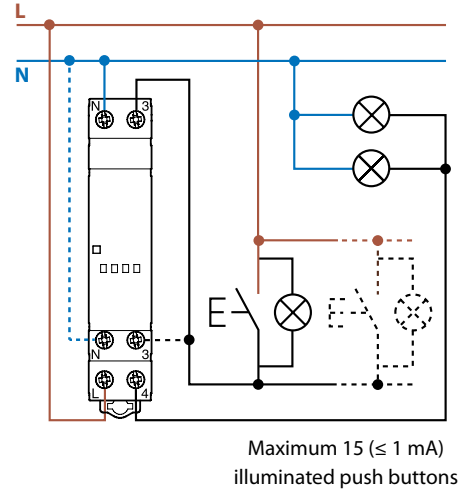 L
N
N 3
N 3
L 4
Maximum 15 (≤ 1 mA)
illuminated push buttons